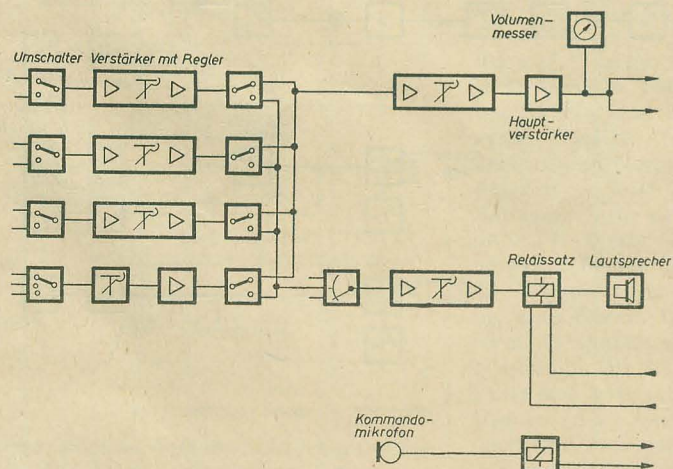 Volumen-
messer
Umschalter Verstärker mit Regler
Haupt-
verstärker
Relaissatz Lautsprecher
Kommando-
mikrofon